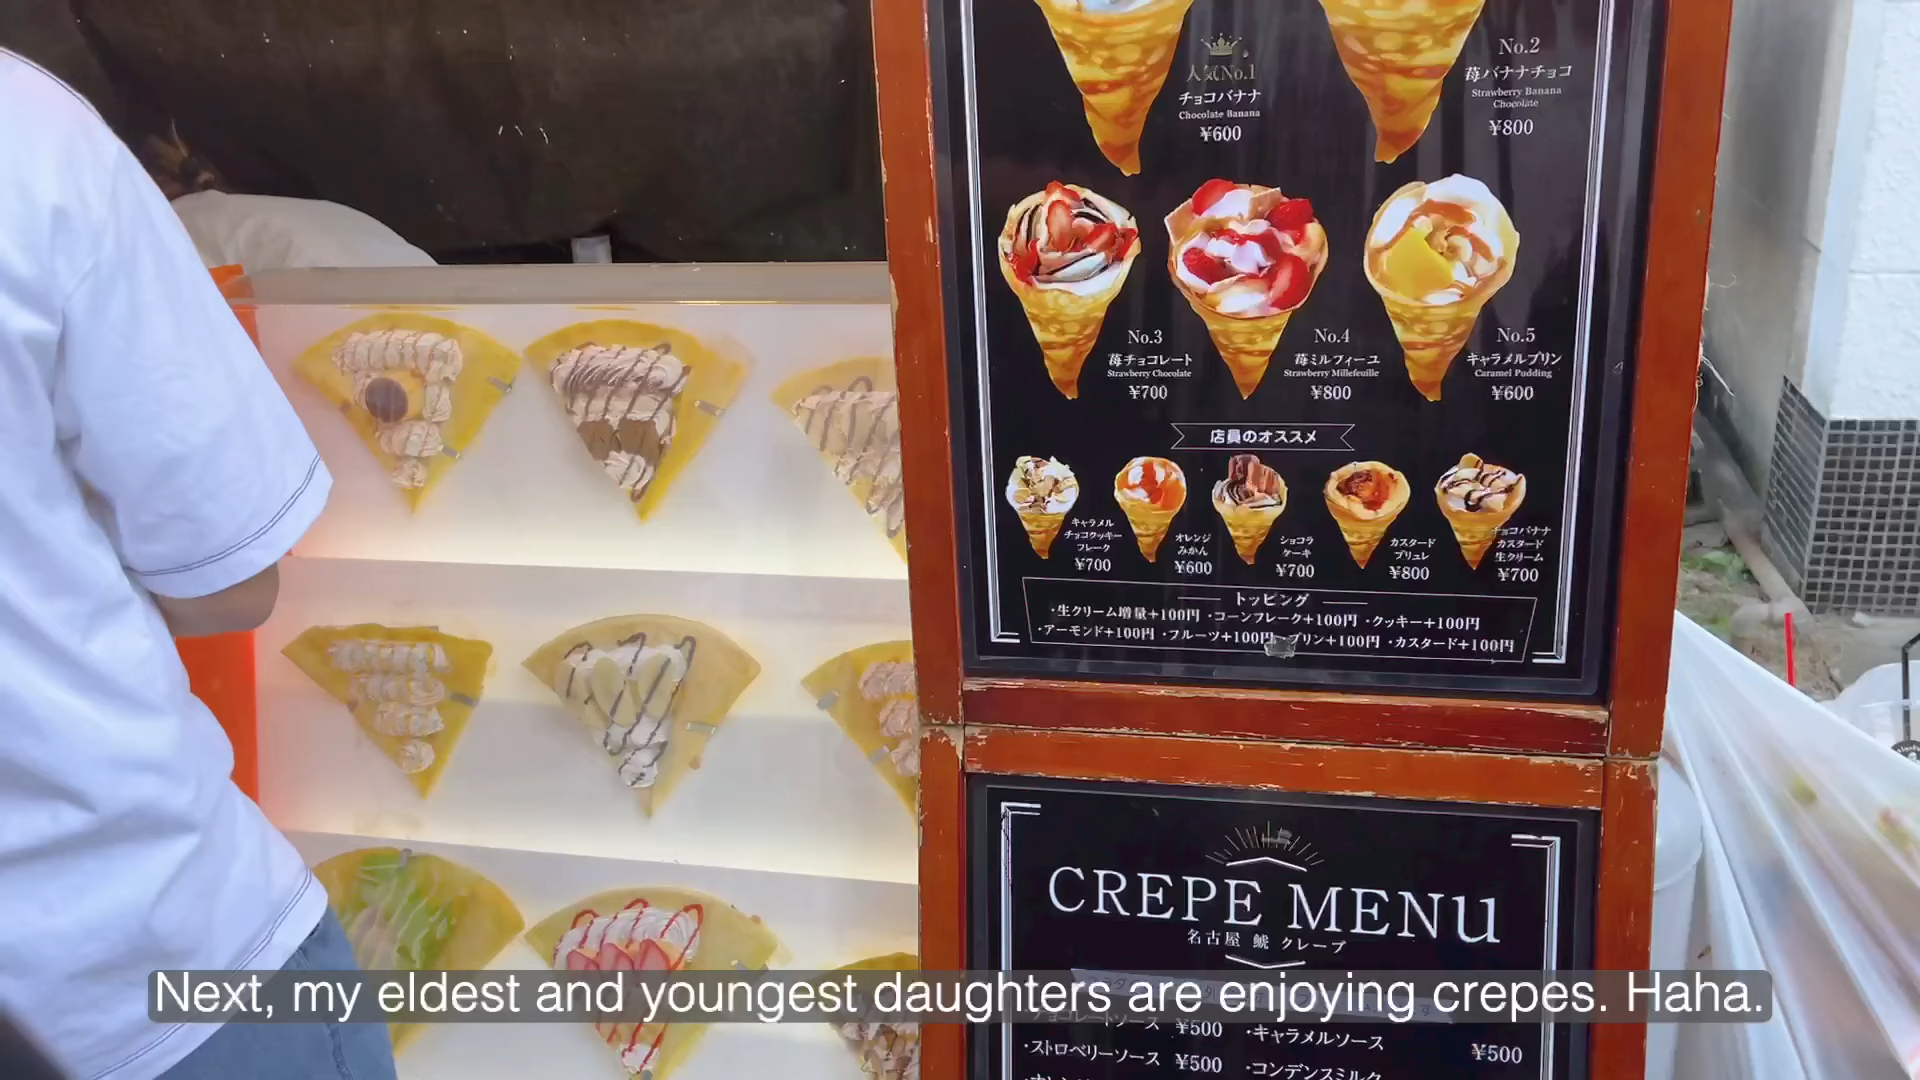 人気No.1
チョコバナナ
Chocolate Banana
¥600
No.2
苺バナナチョコ
Strawberry Banana
Chocolate
¥800
No.3
苺チョコレート
Strawberry Chocolate
¥700
No.4
苺ミルフィーユ
Strawberry Millefeuille
¥800
No.5
キャラメルプリン
Caramel Pudding
¥600
店員のオススメ
キャラメル
チョコクッキー
フレーク
¥700
オレンジ
みかん
¥600
ショコラ
ケーキ
¥700
カスタード
ブリュレ
¥800
チョコバナナ
カスタード
生クリーム
¥700
トッピング
・生クリーム増量+100円 ・コーンフレーク+100円 ・クッキー+100円
・アーモンド+100円 ・フルーツ+100円 ・プリン+100円 ・カスタード+100円
CREPE MENU
名古屋 鯱 クレープ
Next, my eldest and youngest daughters are enjoying crepes. Haha.
・チョコレートソース ¥500 ・キャラメルソース ¥500
・ストロベリーソース ¥500 ・コンデンスミルク